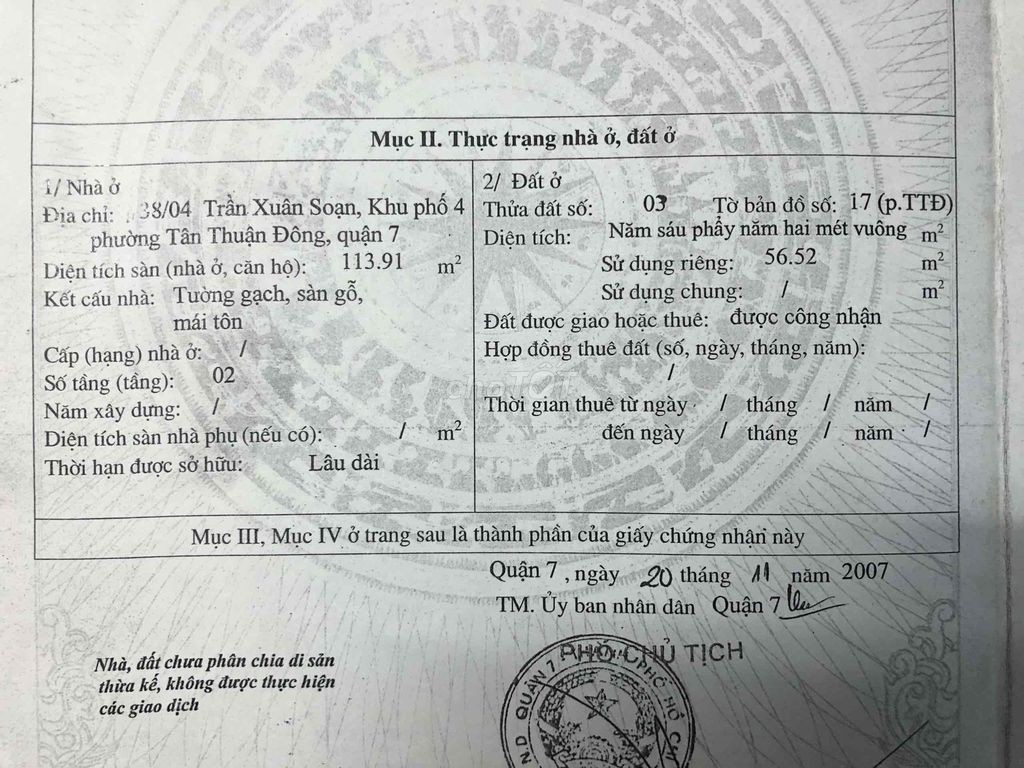 Mục II. Thực trạng nhà ở, đất ở
1/ Nhà ở
Địa chỉ: 38/04 Trần Xuân Soạn, Khu phố 4
phường Tân Thuận Đông, quận 7
Diện tích sàn (nhà ở, căn hộ): 113.91 m²
Kết cấu nhà: Tường gạch, sàn gỗ,
mái tôn
Cấp (hạng) nhà ở: /
Số tầng (tầng): 02
Năm xây dựng: /
Diện tích sàn nhà phụ (nếu có): / m²
Thời hạn được sở hữu: Lâu dài
2/ Đất ở
Thửa đất số: 03 Tờ bản đồ số: 17 (p.TTĐ)
Diện tích: Năm sáu phẩy năm hai mét vuông m²
Sử dụng riêng: 56.52 m²
Sử dụng chung: / m²
Đất được giao hoặc thuê: được công nhận
Hợp đồng thuê đất (số, ngày, tháng, năm):
/
Thời gian thuê từ ngày / tháng / năm /
đến ngày / tháng / năm /
Mục III, Mục IV ở trang sau là thành phần của giấy chứng nhận này
Quận 7, ngày 20 tháng 11 năm 2007
TM. Ủy ban nhân dân Quận 7
PHÓ CHỦ TỊCH
Nhà, đất chưa phân chia di sản
thừa kế, không được thực hiện
các giao dịch